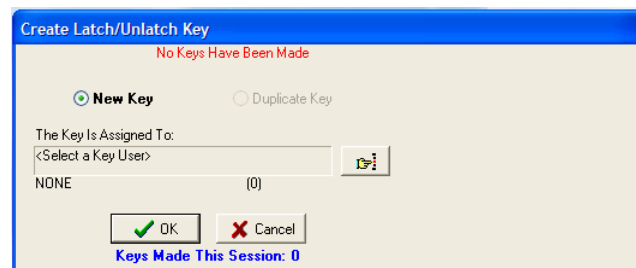 Create Latch/Unlatch Key
No Keys Have Been Made
New Key Duplicate Key
The Key Is Assigned To:
<Select a Key User>
NONE (0)
OK Cancel
Keys Made This Session: 0